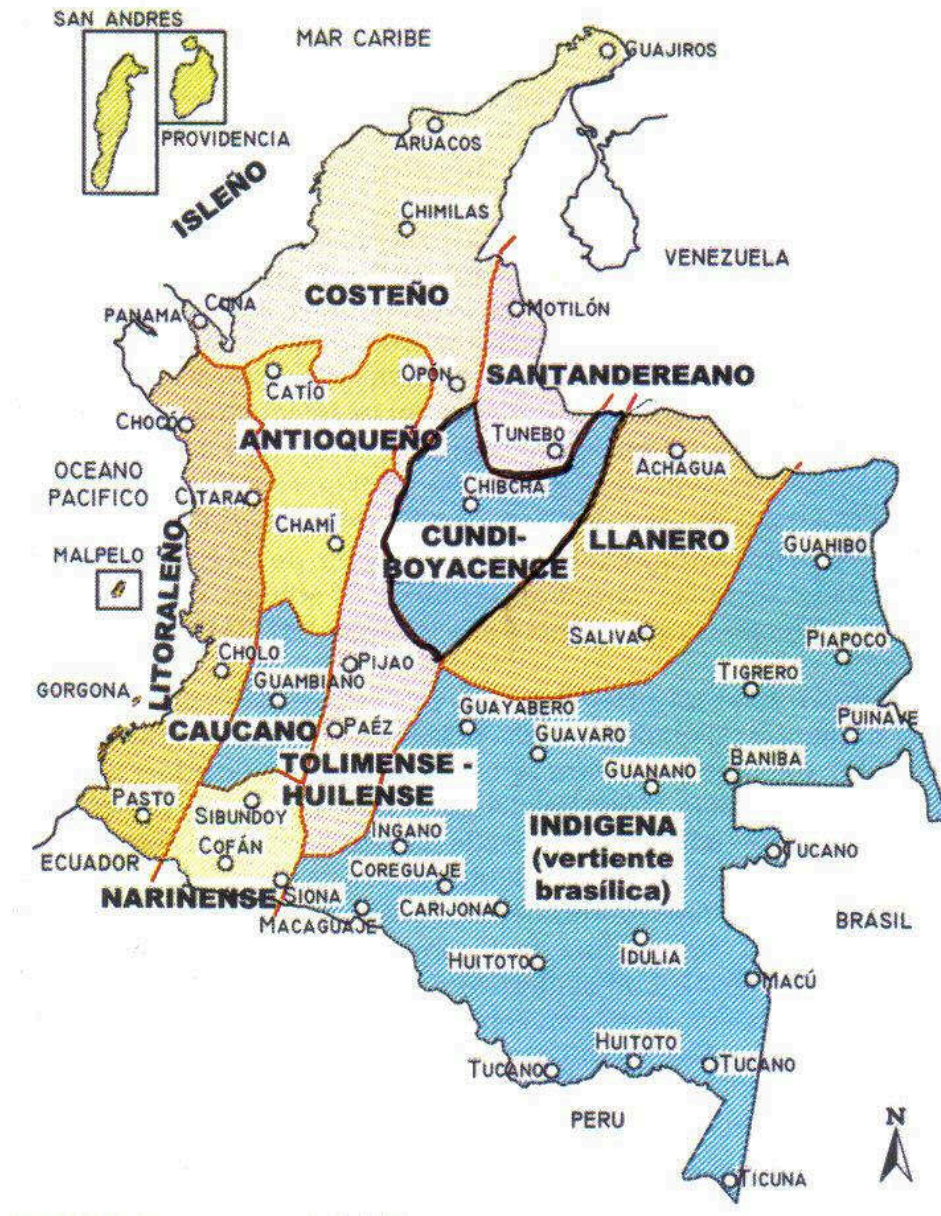 SAN ANDRES
MAR CARIBE
GUAJIROS
PROVIDENCIA
ARUACOS
ISLEÑO
CHIMILAS
VENEZUELA
COSTEÑO
MOTILÓN
CUNA
PANAMA
CATÍO
OPÓN
SANTANDEREANO
CHOCÓ
ANTIOQUEÑO
TUNEBO
ACHAGUA
OCEANO
PACIFICO
CITARA
CHIBCHA
CHAMÍ
CUNDI-
BOYACENCE
LLANERO
GUAHIBO
MALPELO
LITORALEÑO
SALIVA
PIAPOCO
CHOLO
PIJAO
TIGRERO
GORGONA
GUAMBIANO
GUAYABERO
PUINAVE
CAUCANO
PAÉZ
GUAVARO
TOLIMENSE -
HUILENSE
GUANANO
BANIBA
PASTO
SIBUNDOY
INGANO
INDIGENA
(vertiente
brasílica)
TUCANO
ECUADOR
COFÁN
COREGUAJE
NARIÑENSE
SIONA
MACAGUAJE
CARIJONA
BRASIL
HUITOTO
IDULIA
MACÚ
TUCANO
HUITOTO
TUCANO
PERU
N
TICUNA